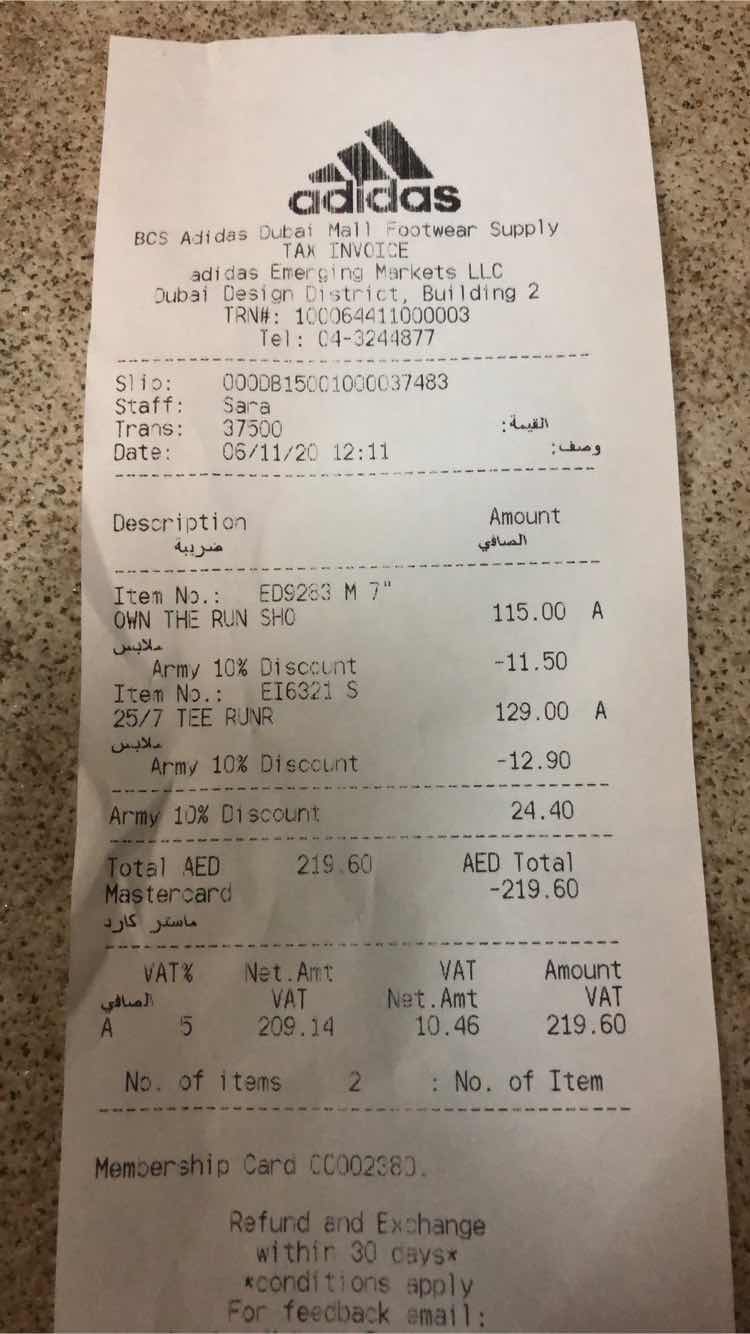 adidas
BCS Adidas Dubai Mall Footwear Supply
TAX INVOICE
adidas Emerging Markets LLC
Dubai Design District, Building 2
TRN#: 100064411000003
Tel: 04-3244877
Slip: 000DB15001000037483
Staff: Sara
Trans: 37500 القيمة:
Date: 06/11/20 12:11 وصف:
Description Amount
ضريبة الصافي
Item No.: ED9283 M 7"
OWN THE RUN SHO 115.00 A
ملابس
Army 10% Discount -11.50
Item No.: EI6321 S
25/7 TEE RUNR 129.00 A
ملابس
Army 10% Discount -12.90
Army 10% Discount 24.40
Total AED 219.60 AED Total
Mastercard -219.60
ماستر كارد
VAT% Net.Amt VAT Amount
الصافي VAT Net.Amt VAT
A 5 209.14 10.46 219.60
No. of items 2 : No. of Item
Membership Card CC002380.
Refund and Exchange
within 30 days*
*conditions apply
For feedback email: